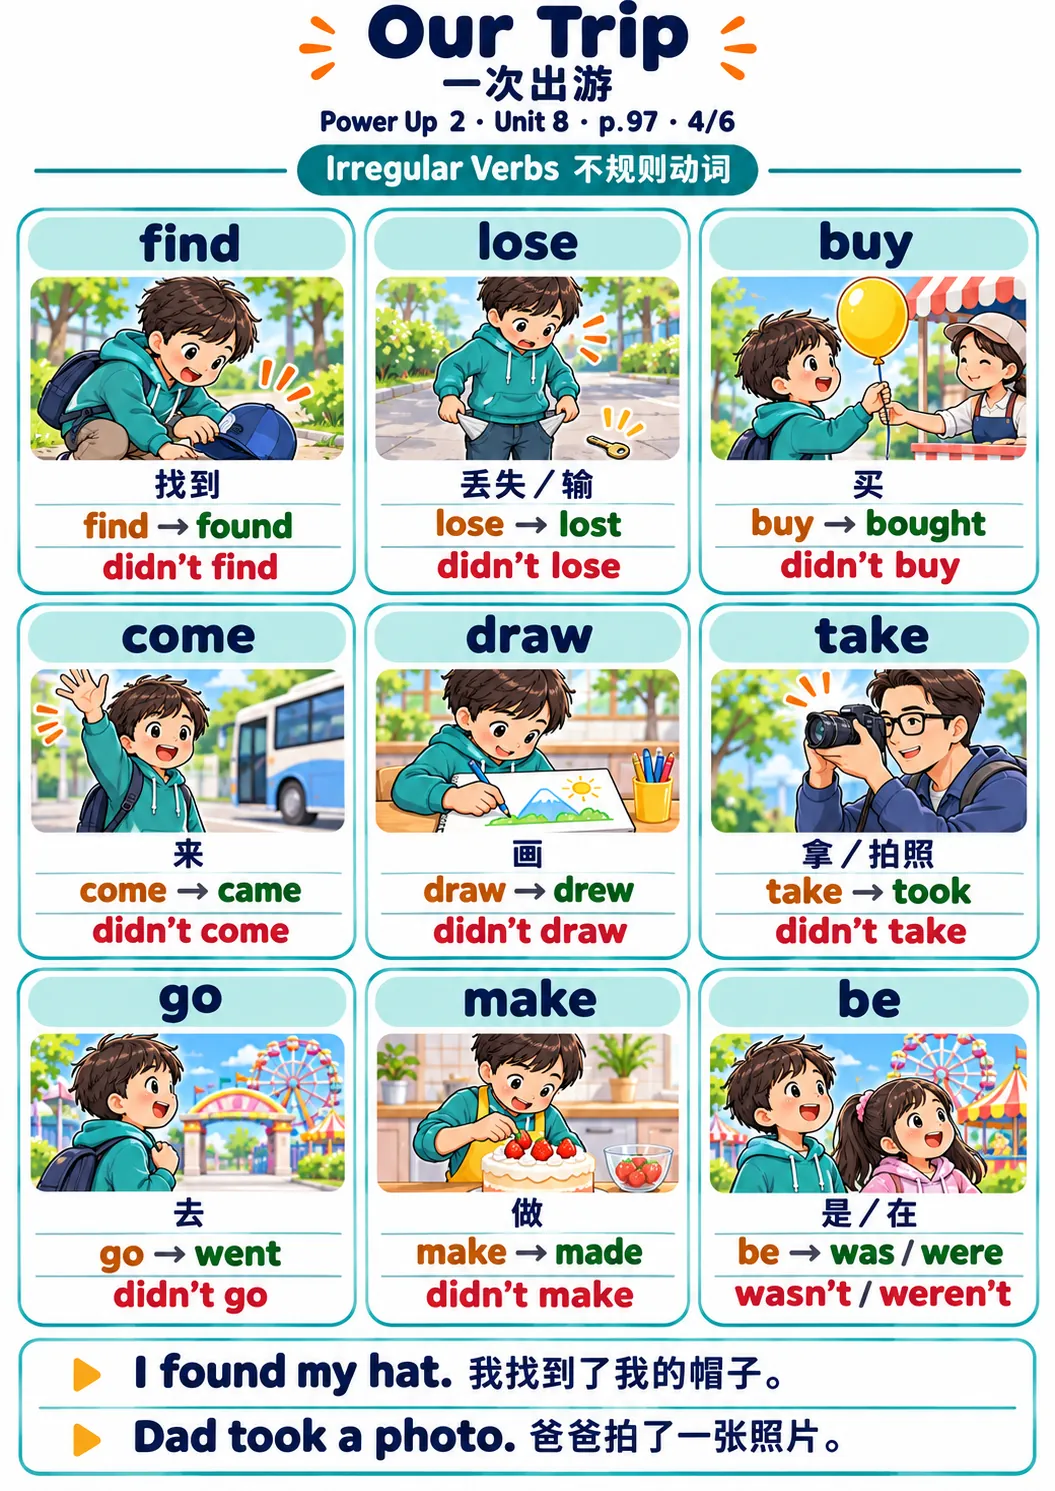 Our Trip
一次出游
Power Up 2 · Unit 8 · p.97 · 4/6
Irregular Verbs 不规则动词
find
找到
find → found
didn't find
lose
丢失 / 输
lose → lost
didn't lose
buy
买
buy → bought
didn't buy
come
来
come → came
didn't come
draw
画
draw → drew
didn't draw
take
拿 / 拍照
take → took
didn't take
go
去
go → went
didn't go
make
做
make → made
didn't make
be
是 / 在
be → was / were
wasn't / weren't
I found my hat. 我找到了我的帽子。
Dad took a photo. 爸爸拍了一张照片。